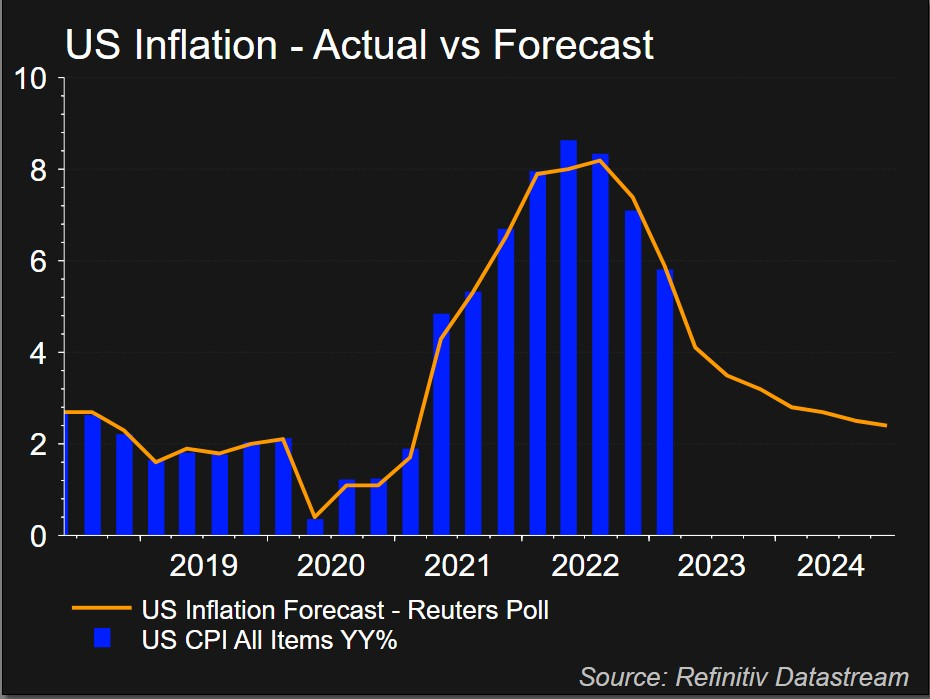 US Inflation - Actual vs Forecast
10
8
6
4
2
0
2019 2020 2021 2022 2023 2024
US Inflation Forecast - Reuters Poll
US CPI All Items YY%
Source: Refinitiv Datastream